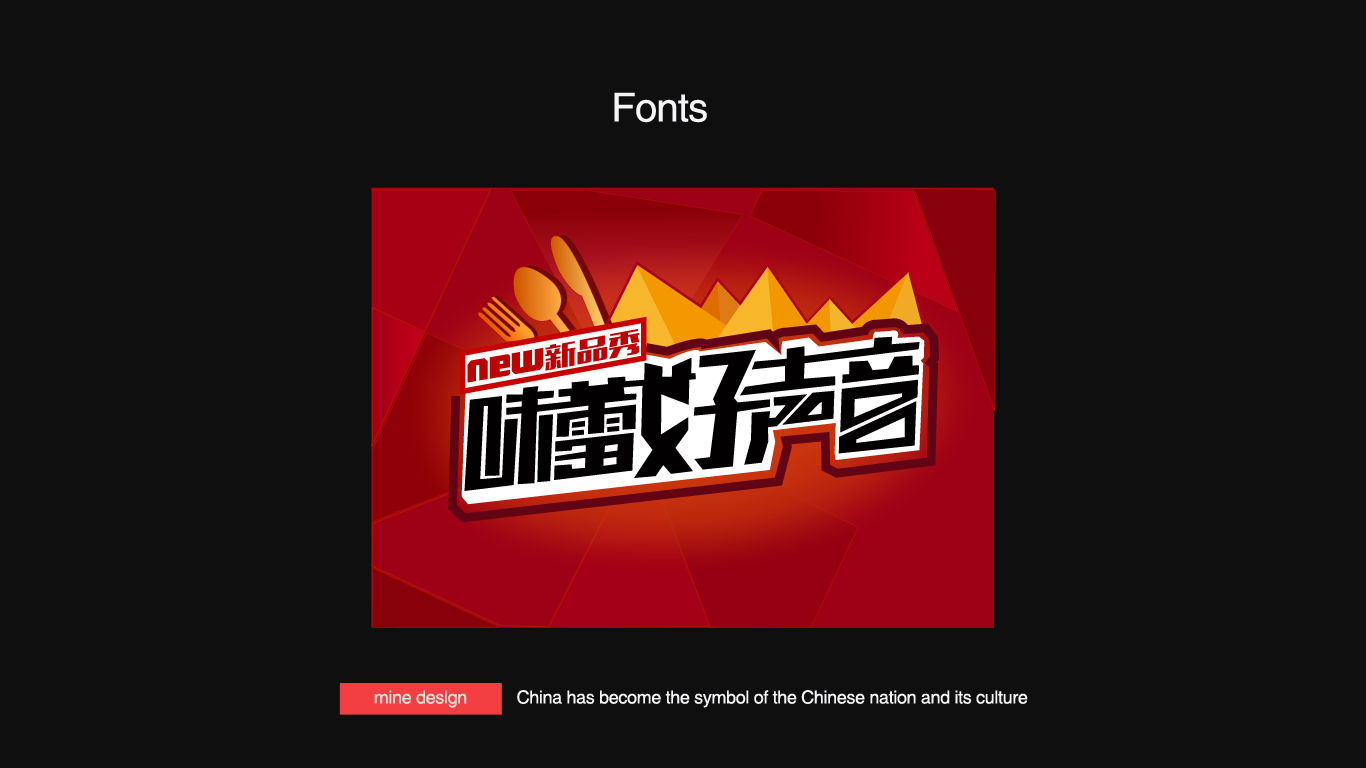 Fonts
new新品秀
味蕾好声音
mine design
China has become the symbol of the Chinese nation and its culture